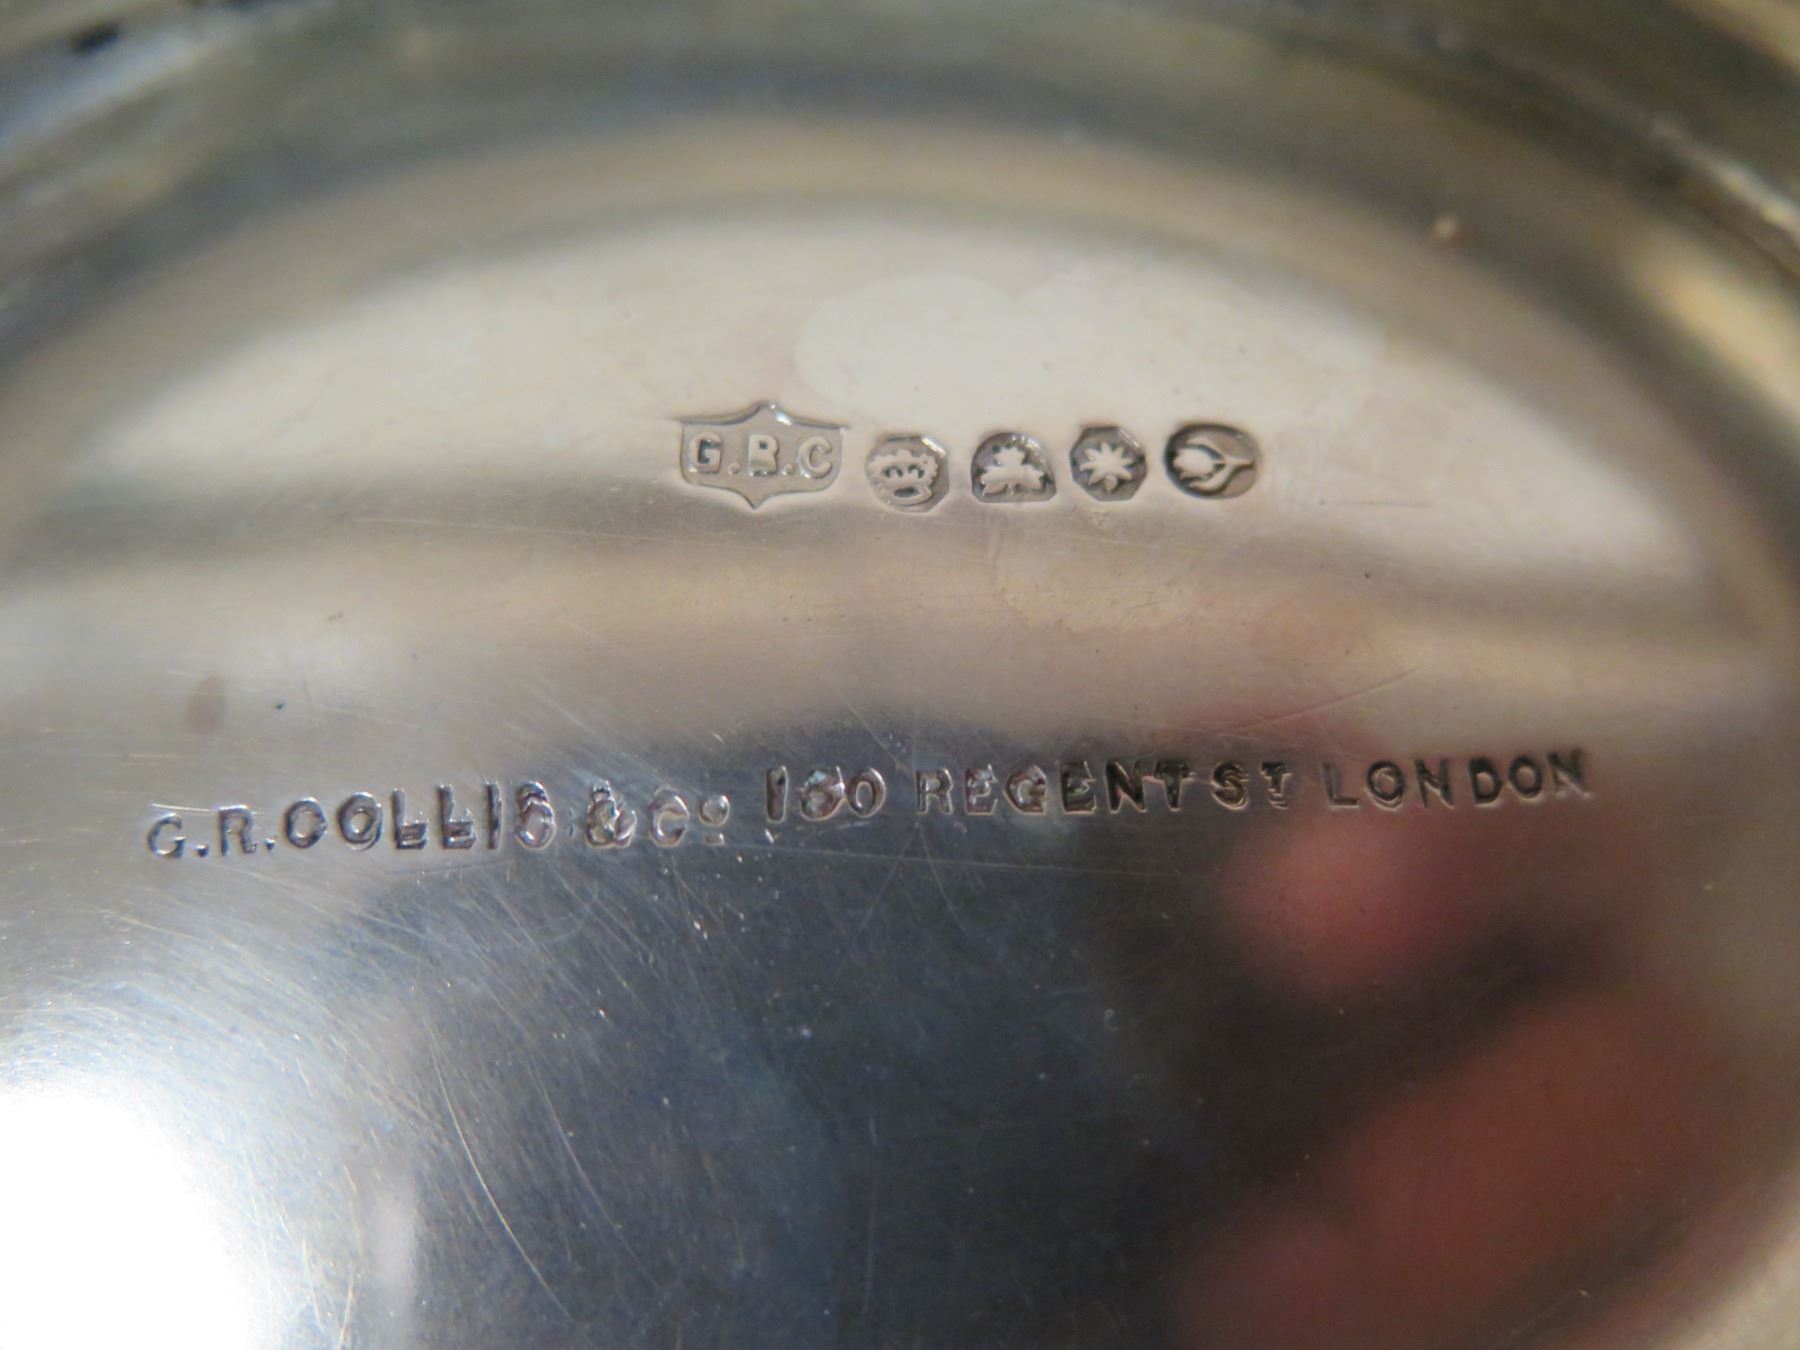 G.B.C
G.R.COLLIS & Co 130 REGENT ST LONDON